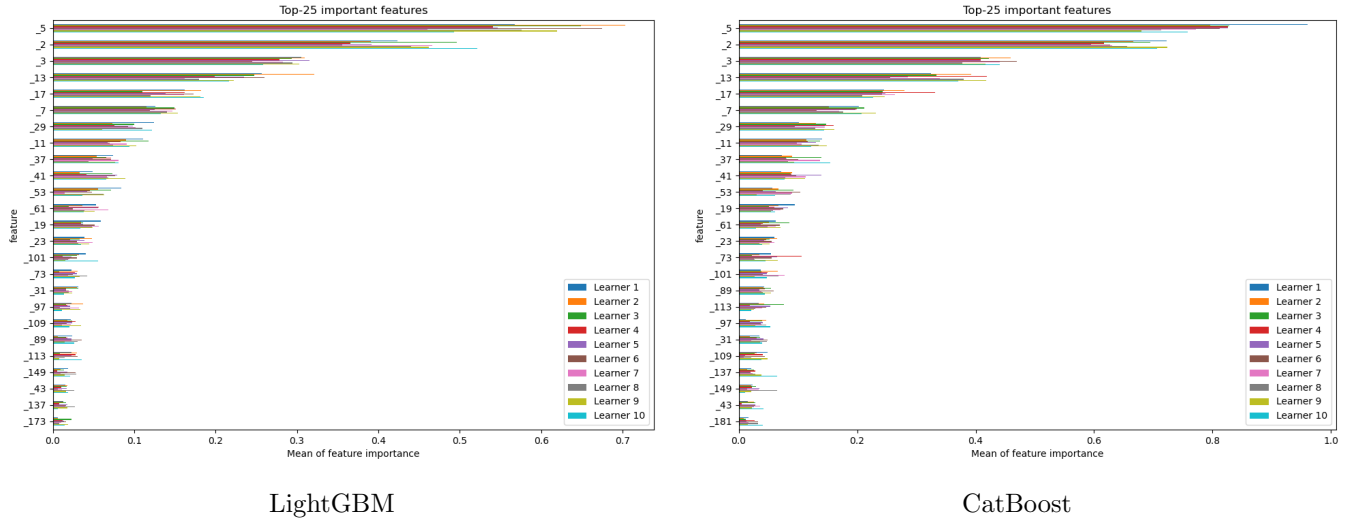 Top-25 important features
_5
_2
_3
_13
_17
_7
_29
_11
_37
_41
_53
_61
_19
_23
_101
_73
_31
_97
_109
_89
_113
_149
_43
_137
_173
feature
Learner 1
Learner 2
Learner 3
Learner 4
Learner 5
Learner 6
Learner 7
Learner 8
Learner 9
Learner 10
0.0 0.1 0.2 0.3 0.4 0.5 0.6 0.7
Mean of feature importance
LightGBM
Top-25 important features
_5
_2
_3
_13
_17
_7
_29
_11
_37
_41
_53
_19
_61
_23
_73
_101
_89
_113
_97
_31
_109
_137
_149
_43
_181
feature
Learner 1
Learner 2
Learner 3
Learner 4
Learner 5
Learner 6
Learner 7
Learner 8
Learner 9
Learner 10
0.0 0.2 0.4 0.6 0.8 1.0
Mean of feature importance
CatBoost